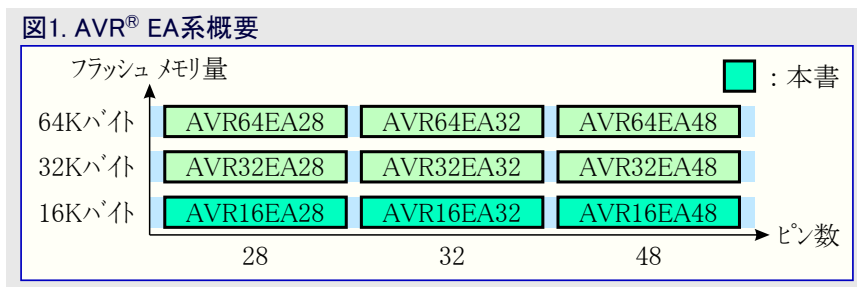 図1. AVR® EA系概要
フラッシュ メモリ量
：本書
64Kバイト AVR64EA28 AVR64EA32 AVR64EA48
32Kバイト AVR32EA28 AVR32EA32 AVR32EA48
16Kバイト AVR16EA28 AVR16EA32 AVR16EA48
ピン数
28 32 48